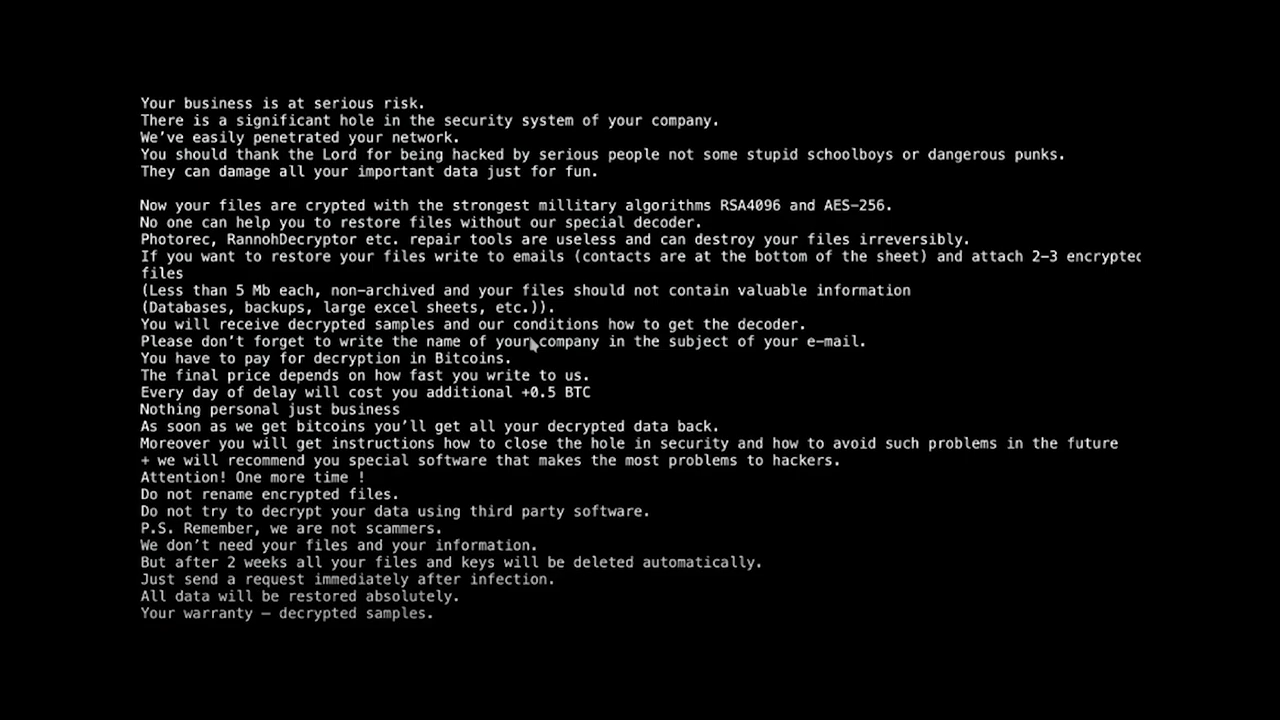 Your business is at serious risk.
There is a significant hole in the security system of your company.
We've easily penetrated your network.
You should thank the Lord for being hacked by serious people not some stupid schoolboys or dangerous punks.
They can damage all your important data just for fun.
Now your files are crypted with the strongest millitary algorithms RSA4096 and AES-256.
No one can help you to restore files without our special decoder.
Photorec, RannohDecryptor etc. repair tools are useless and can destroy your files irreversibly.
If you want to restore your files write to emails (contacts are at the bottom of the sheet) and attach 2-3 encrypted
files
(Less than 5 Mb each, non-archived and your files should not contain valuable information
(Databases, backups, large excel sheets, etc.)).
You will receive decrypted samples and our conditions how to get the decoder.
Please don't forget to write the name of your company in the subject of your e-mail.
You have to pay for decryption in Bitcoins.
The final price depends on how fast you write to us.
Every day of delay will cost you additional +0.5 BTC
Nothing personal just business
As soon as we get bitcoins you'll get all your decrypted data back.
Moreover you will get instructions how to close the hole in security and how to avoid such problems in the future
+ we will recommend you special software that makes the most problems to hackers.
Attention! One more time !
Do not rename encrypted files.
Do not try to decrypt your data using third party software.
P.S. Remember, we are not scammers.
We don't need your files and your information.
But after 2 weeks all your files and keys will be deleted automatically.
Just send a request immediately after infection.
All data will be restored absolutely.
Your warranty – decrypted samples.